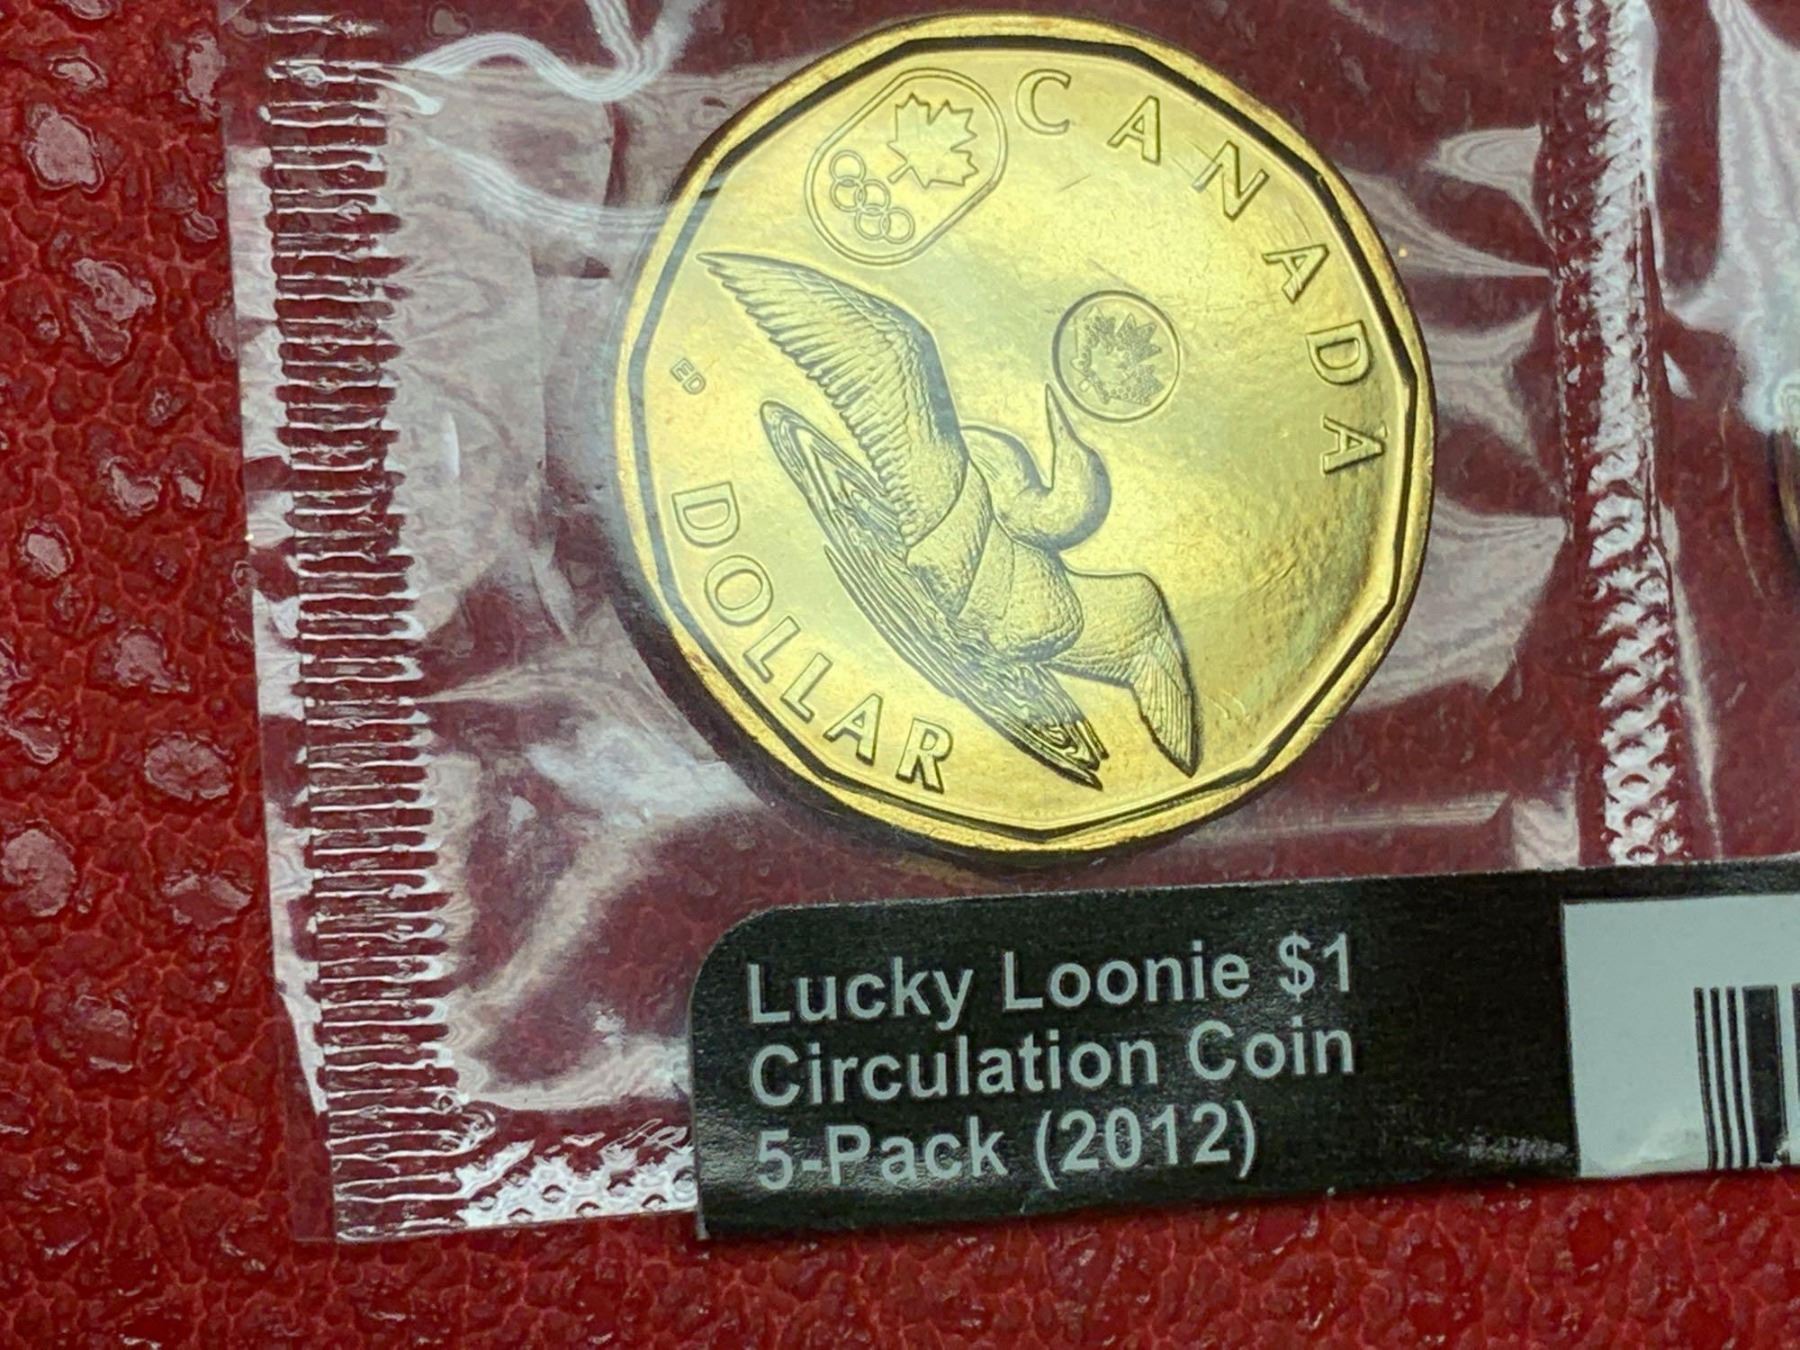 CANADA
ED
DOLLAR
Lucky Loonie $1
Circulation Coin
5-Pack (2012)